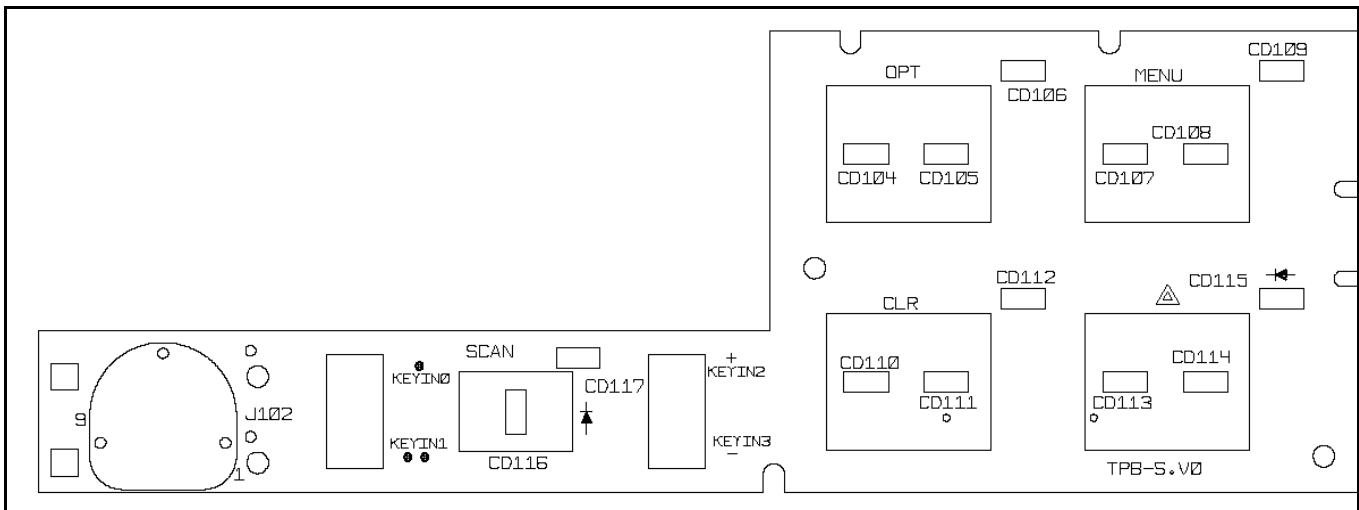 CD109
OPT
MENU
CD106
CD108
CD104
CD105
CD107
CD112
CD115
CLR
SCAN
CD110
CD114
KEYIN0
KEYIN2
+
CD117
CD111
CD113
9
J102
KEYIN1
KEYIN3
-
CD116
1
TPB-S.V0